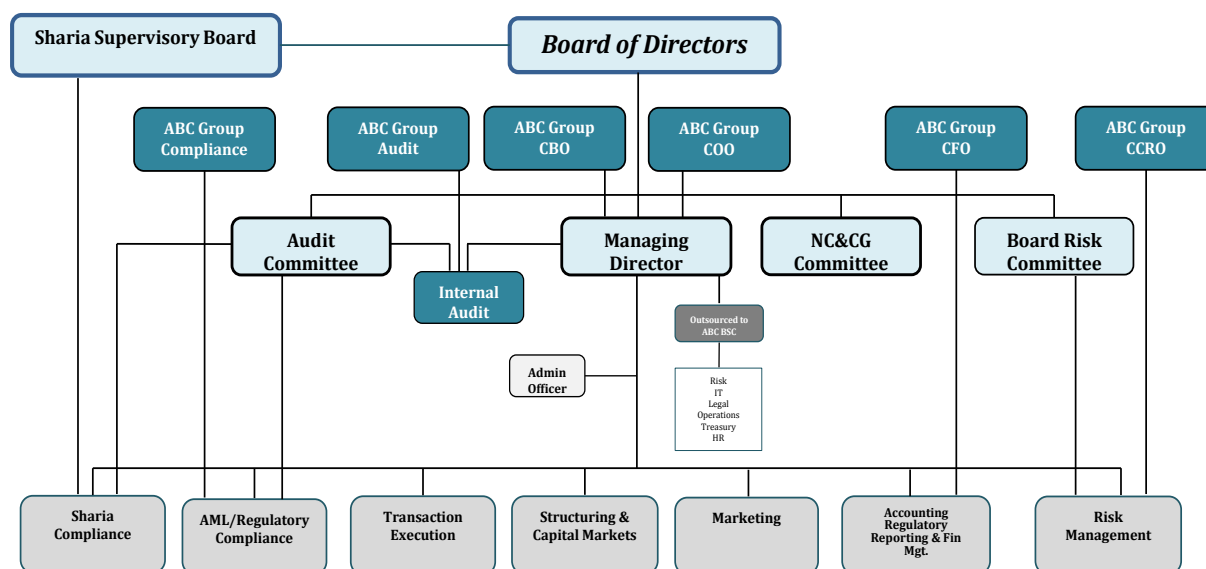 Sharia Supervisory Board
Board of Directors
ABC Group
Compliance
ABC Group
Audit
ABC Group
CBO
ABC Group
COO
ABC Group
CFO
ABC Group
CCRO
Audit
Committee
Managing
Director
NC&CG
Committee
Board Risk
Committee
Internal
Audit
Outsourced to
ABC BSC
Admin
Officer
Risk
IT
Legal
Operations
Treasury
HR
Sharia
Compliance
AML/Regulatory
Compliance
Transaction
Execution
Structuring &
Capital Markets
Marketing
Accounting
Regulatory
Reporting & Fin
Mgt.
Risk
Management